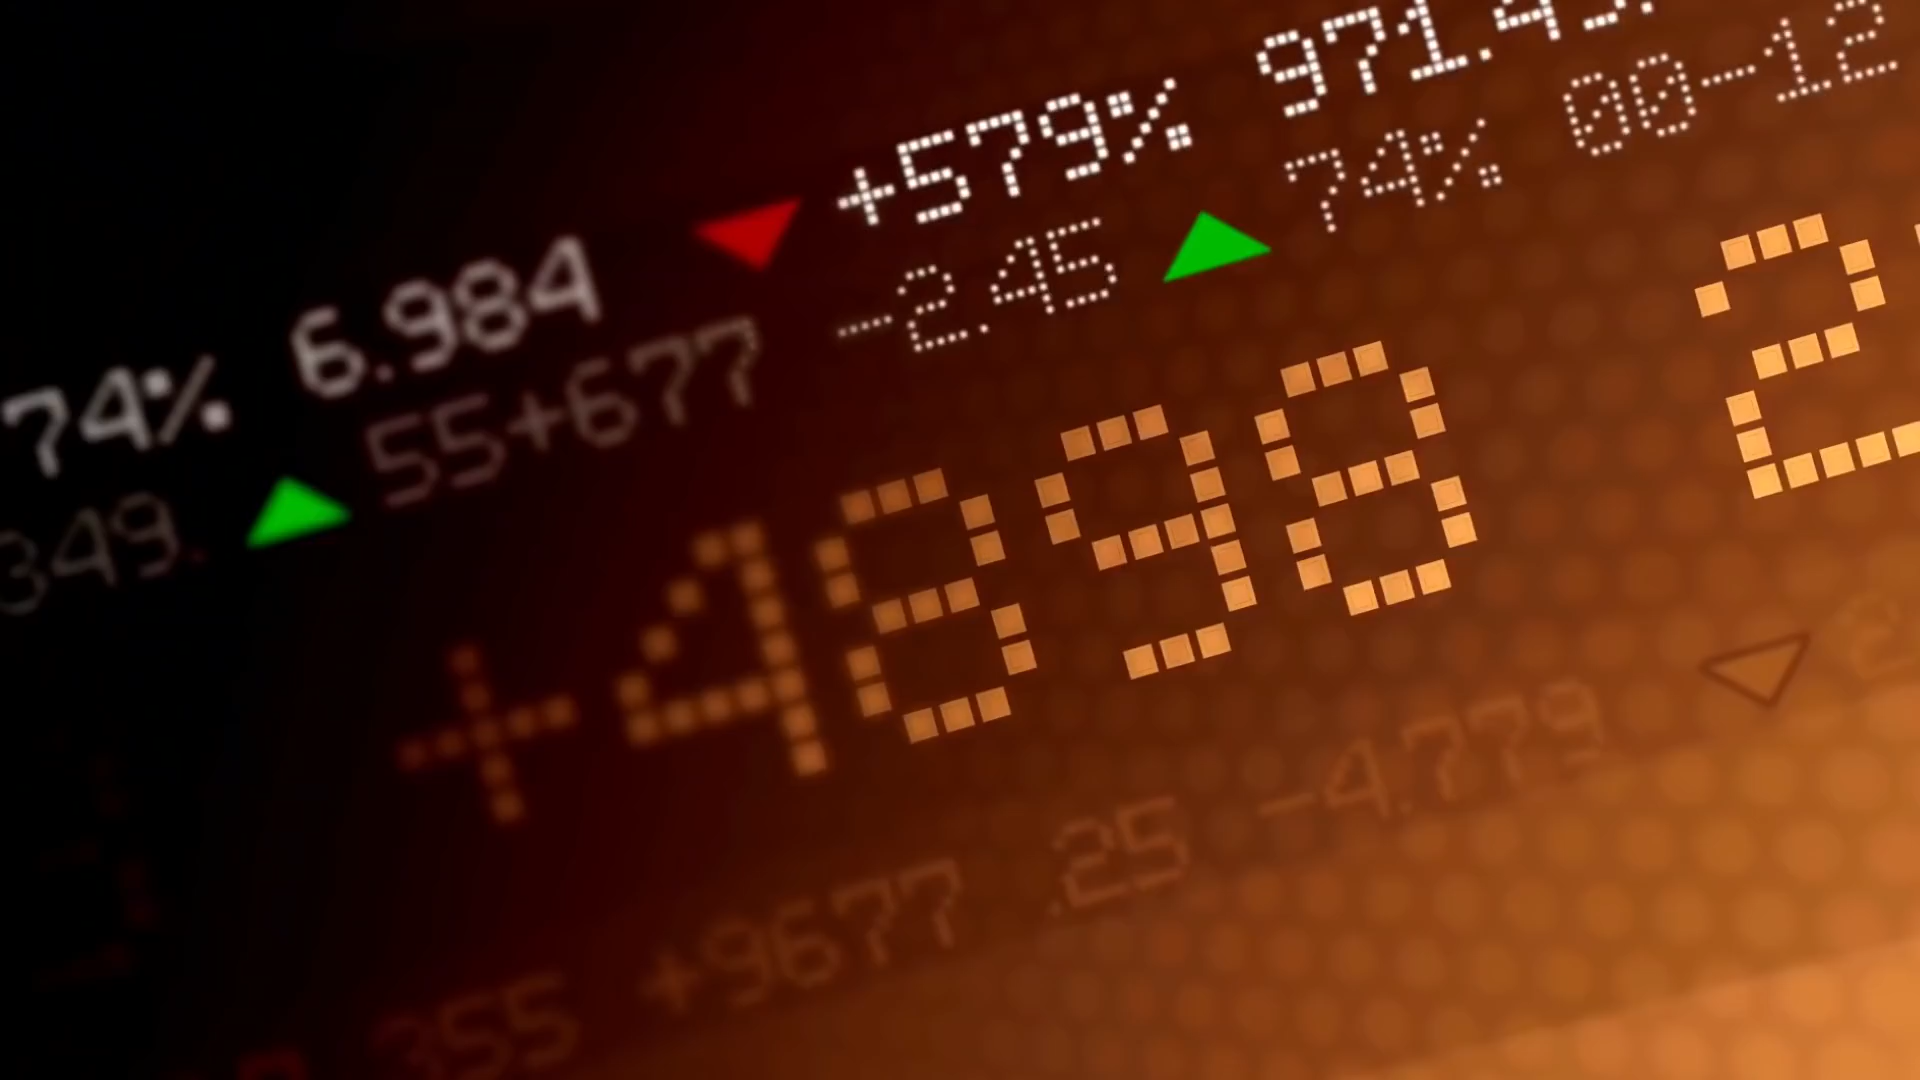 74% 6.984 +579% 971.4
349. 55+677 -2.45 74% 00-12
+4898 2
355 +9677 .25 -4.779